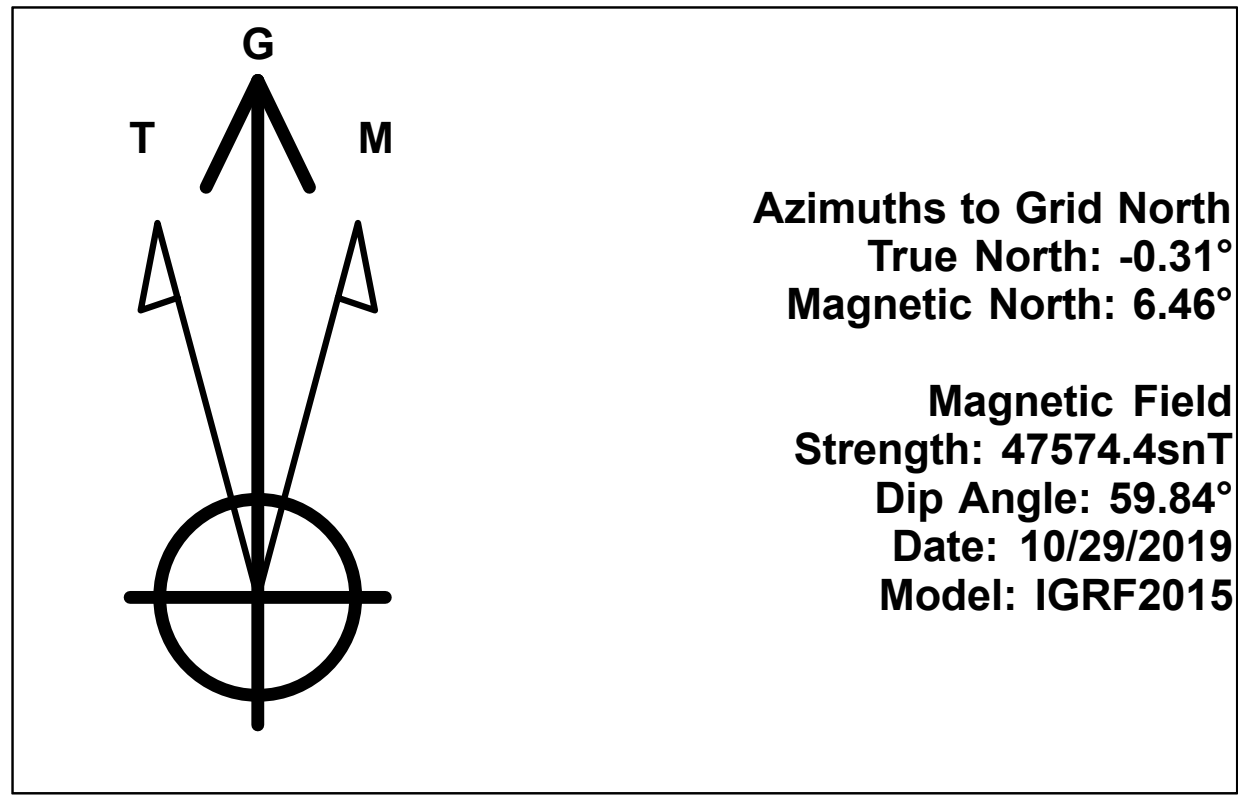 G
T
M
Azimuths to Grid North
True North: -0.31°
Magnetic North: 6.46°
Magnetic Field
Strength: 47574.4snT
Dip Angle: 59.84°
Date: 10/29/2019
Model: IGRF2015